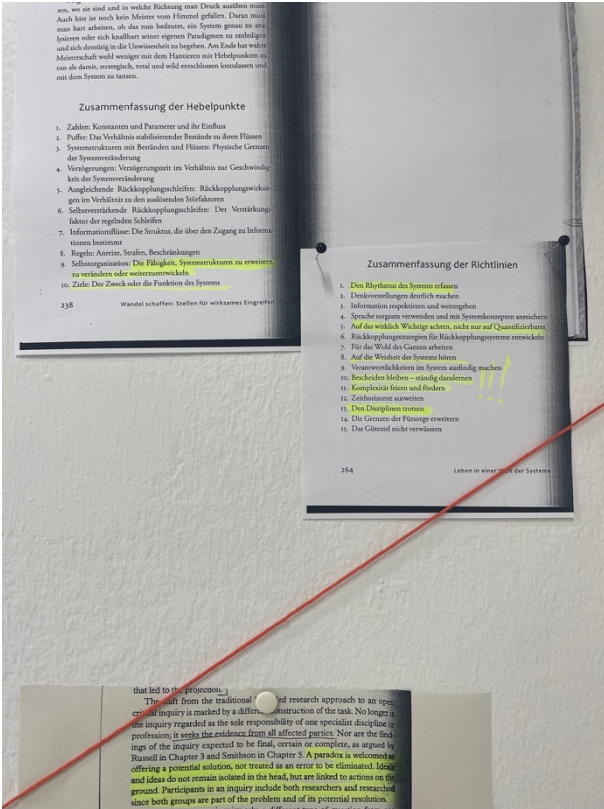 sen, wo sie sind und in welche Richtung man Druck ausüben muss.
Auch hier ist noch kein Meister vom Himmel gefallen. Daran muss
man hart arbeiten, ob das nun bedeutet, ein System genau zu ana-
lysieren oder sich knallhart seiner eigenen Paradigmen zu entledigen
und sich demütig in die Unwissenheit zu begeben. Am Ende hat wahre
Meisterschaft wohl weniger mit dem Hantieren mit Hebelpunkten zu
tun als damit, strategisch, total und wild entschlossen loszulassen und
mit dem System zu tanzen.
Zusammenfassung der Hebelpunkte
1. Zahlen: Konstanten und Parameter und ihr Einfluss
2. Puffer: Das Verhältnis stabilisierender Bestände zu ihren Flüssen
3. Systemstrukturen mit Beständen und Flüssen: Physische Grenzen
der Systemveränderung
4. Verzögerungen: Verzögerungszeit im Verhältnis zur Geschwindig-
keit der Systemveränderung
5. Ausgleichende Rückkopplungsschleifen: Rückkopplungswirkun-
gen im Verhältnis zu den auslösenden Störfaktoren
6. Selbstverstärkende Rückkopplungsschleifen: Der Verstärkungs-
faktor der regelnden Schleifen
7. Informationsflüsse: Die Struktur, die über den Zugang zu Informa-
tionen bestimmt
8. Regeln: Anreize, Strafen, Beschränkungen
9. Selbstorganisation: Die Fähigkeit, Systemstrukturen zu erweitern,
zu verändern oder weiterzuentwickeln
10. Ziele: Der Zweck oder die Funktion des Systems
238 Wandel schaffen: Stellen für wirksames Eingreifen
Zusammenfassung der Richtlinien
1. Den Rhythmus des Systems erfassen
2. Denkvorstellungen deutlich machen
3. Information respektieren und weitergeben
4. Sprache sorgsam verwenden und mit Systemkonzepten anreichern
5. Auf das wirklich Wichtige achten, nicht nur auf Quantifizierbares
6. Rückkopplungsstrategien für Rückkopplungssysteme entwickeln
7. Für das Wohl des Ganzen arbeiten
8. Auf die Weisheit des Systems hören
9. Verantwortlichkeiten im System ausfindig machen
10. Bescheiden bleiben – ständig dazulernen
11. Komplexität feiern und fördern
!!!
12. Zeithorizonte ausweiten
13. Den Disziplinen trotzen
14. Die Grenzen der Fürsorge erweitern
15. Das Güteziel nicht verwässern
264 Leben in einer Welt der Systeme
that led to the projection.
The shift from the traditional ed research approach to an open
critical inquiry is marked by a different construction of the task. No longer is
the inquiry regarded as the sole responsibility of one specialist discipline or
profession; it seeks the evidence from all affected parties. Nor are the find-
ings of the inquiry expected to be final, certain or complete, as argued by
Russell in Chapter 3 and Smithson in Chapter 5. A paradox is welcomed as
offering a potential solution, not treated as an error to be eliminated. Ideals
and ideas do not remain isolated in the head, but are linked to actions on the
ground. Participants in an inquiry include both researchers and researched
since both groups are part of the problem and of its potential resolution.